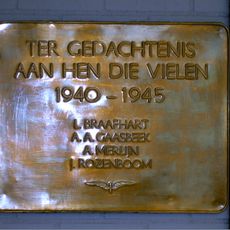 TER GEDACHTENIS
AAN HEN DIE VIELEN
1940-1945
L. BRAAFHART
A. A. GAASBEEK
A. MERLIJN
J. ROZENBOOM